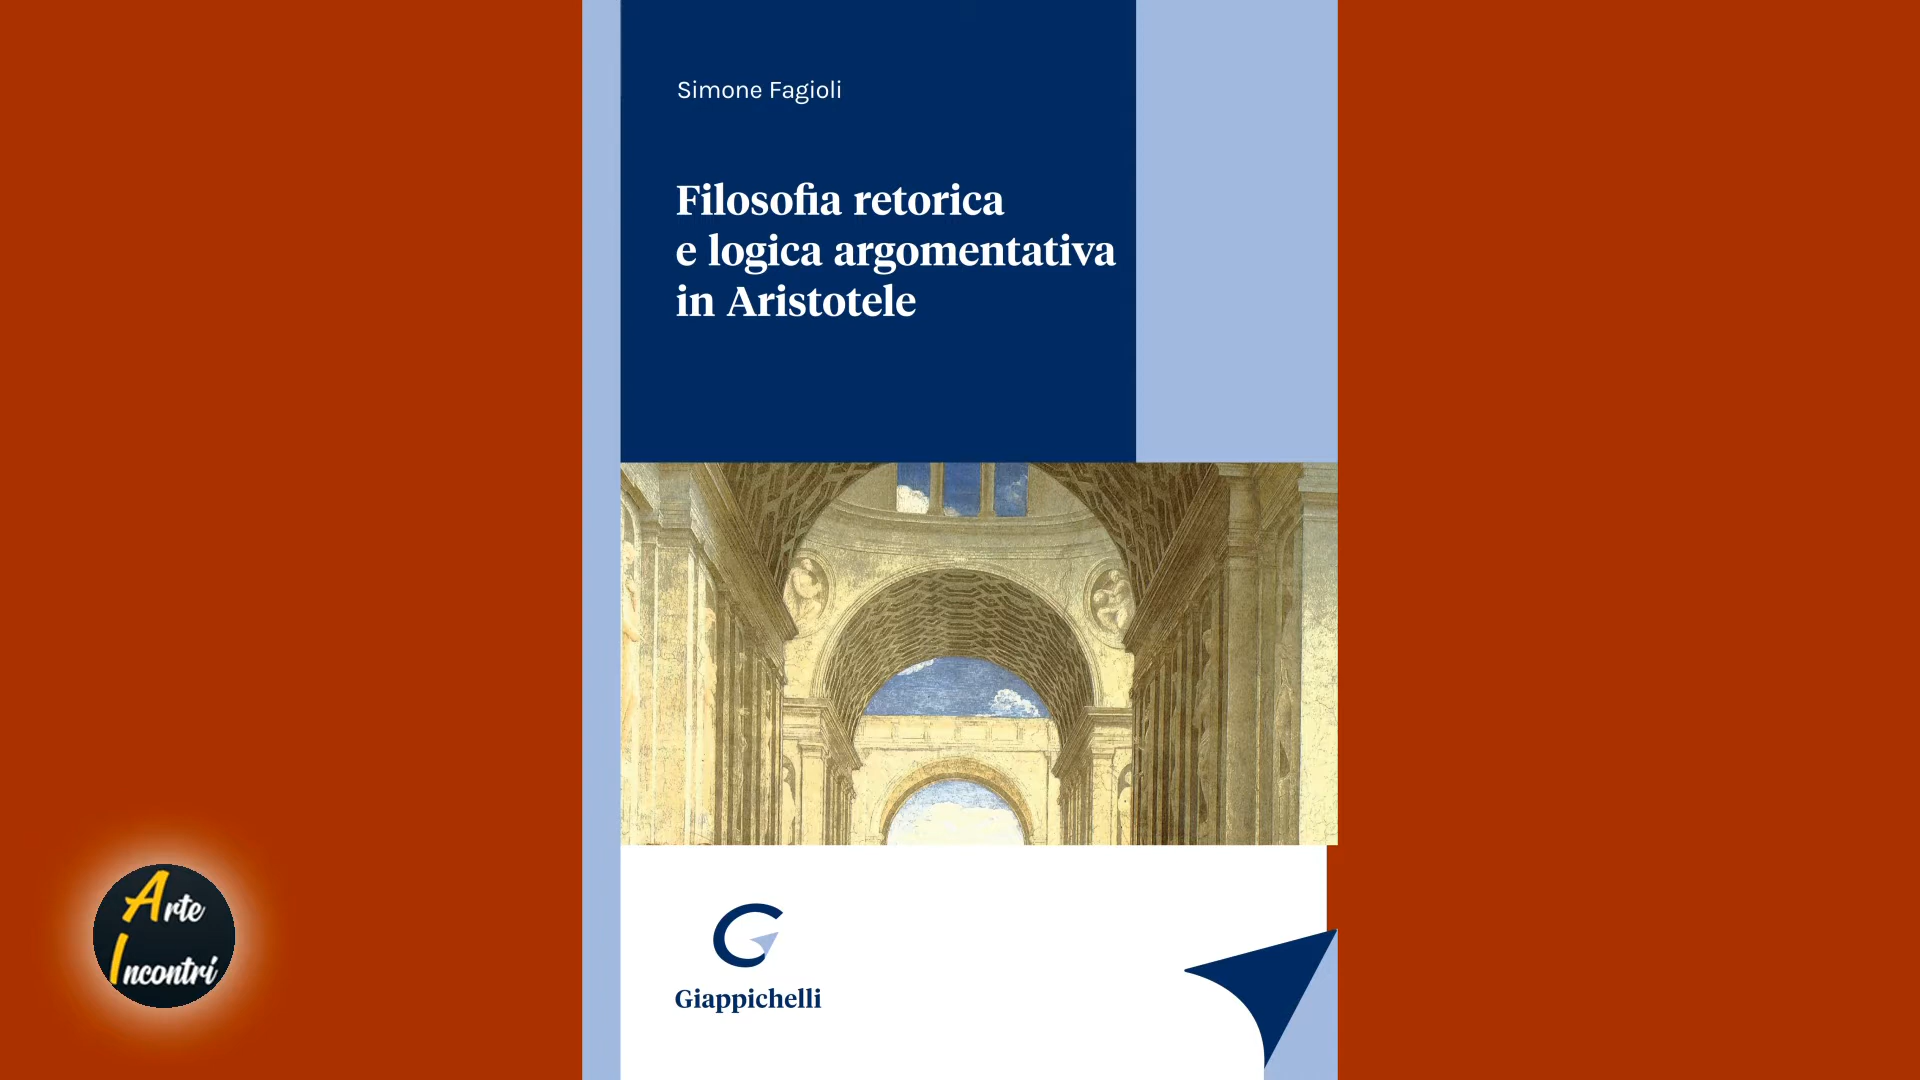 Simone Fagioli
Filosofia retorica
e logica argomentativa
in Aristotele
Giappichelli
Arte
Incontri